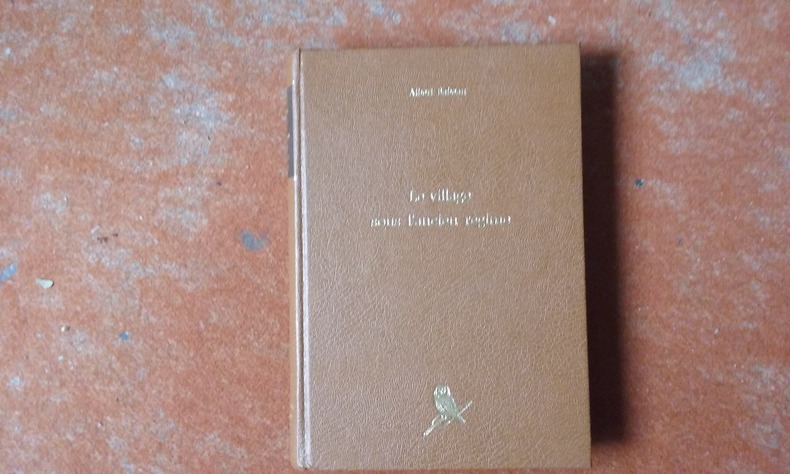 Albert Babeau
Le village
sous l'ancien régime